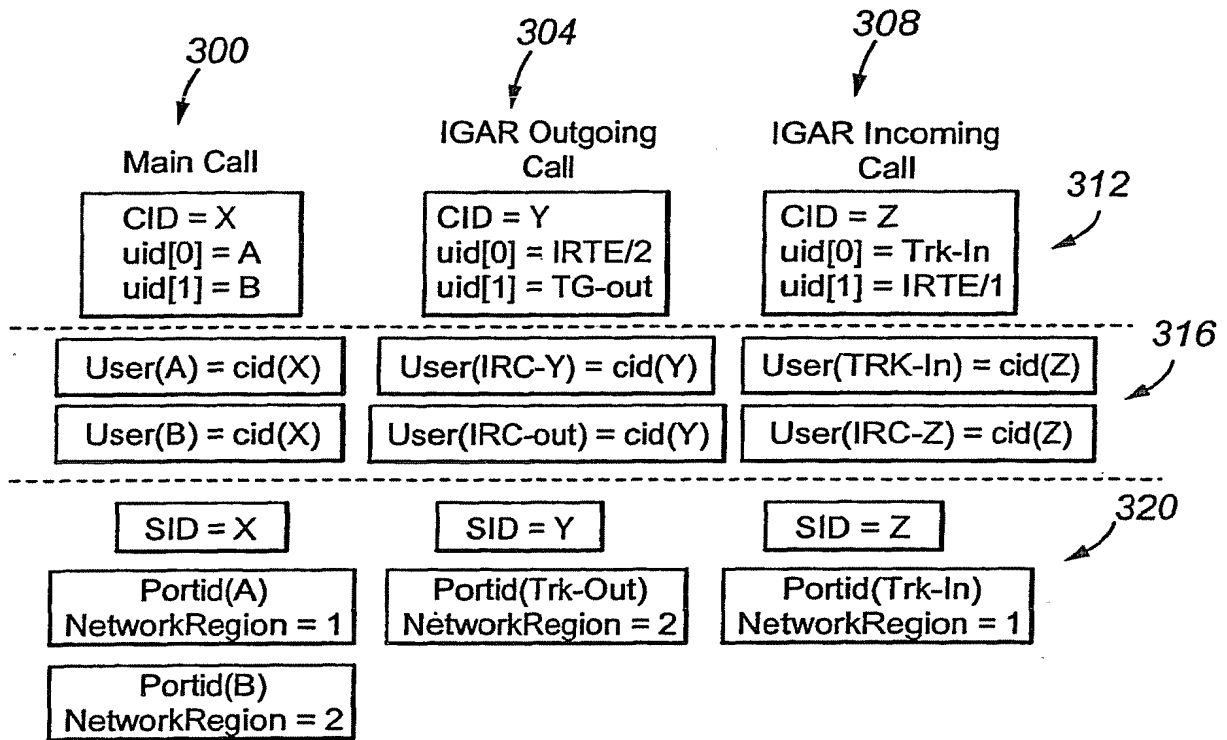 300
304
308
Main Call
IGAR Outgoing
Call
IGAR Incoming
Call
312
CID = X
uid[0] = A
uid[1] = B
CID = Y
uid[0] = IRTE/2
uid[1] = TG-out
CID = Z
uid[0] = Trk-In
uid[1] = IRTE/1
316
User(A) = cid(X)
User(IRC-Y) = cid(Y)
User(TRK-In) = cid(Z)
User(B) = cid(X)
User(IRC-out) = cid(Y)
User(IRC-Z) = cid(Z)
320
SID = X
SID = Y
SID = Z
Portid(A)
NetworkRegion = 1
Portid(Trk-Out)
NetworkRegion = 2
Portid(Trk-In)
NetworkRegion = 1
Portid(B)
NetworkRegion = 2